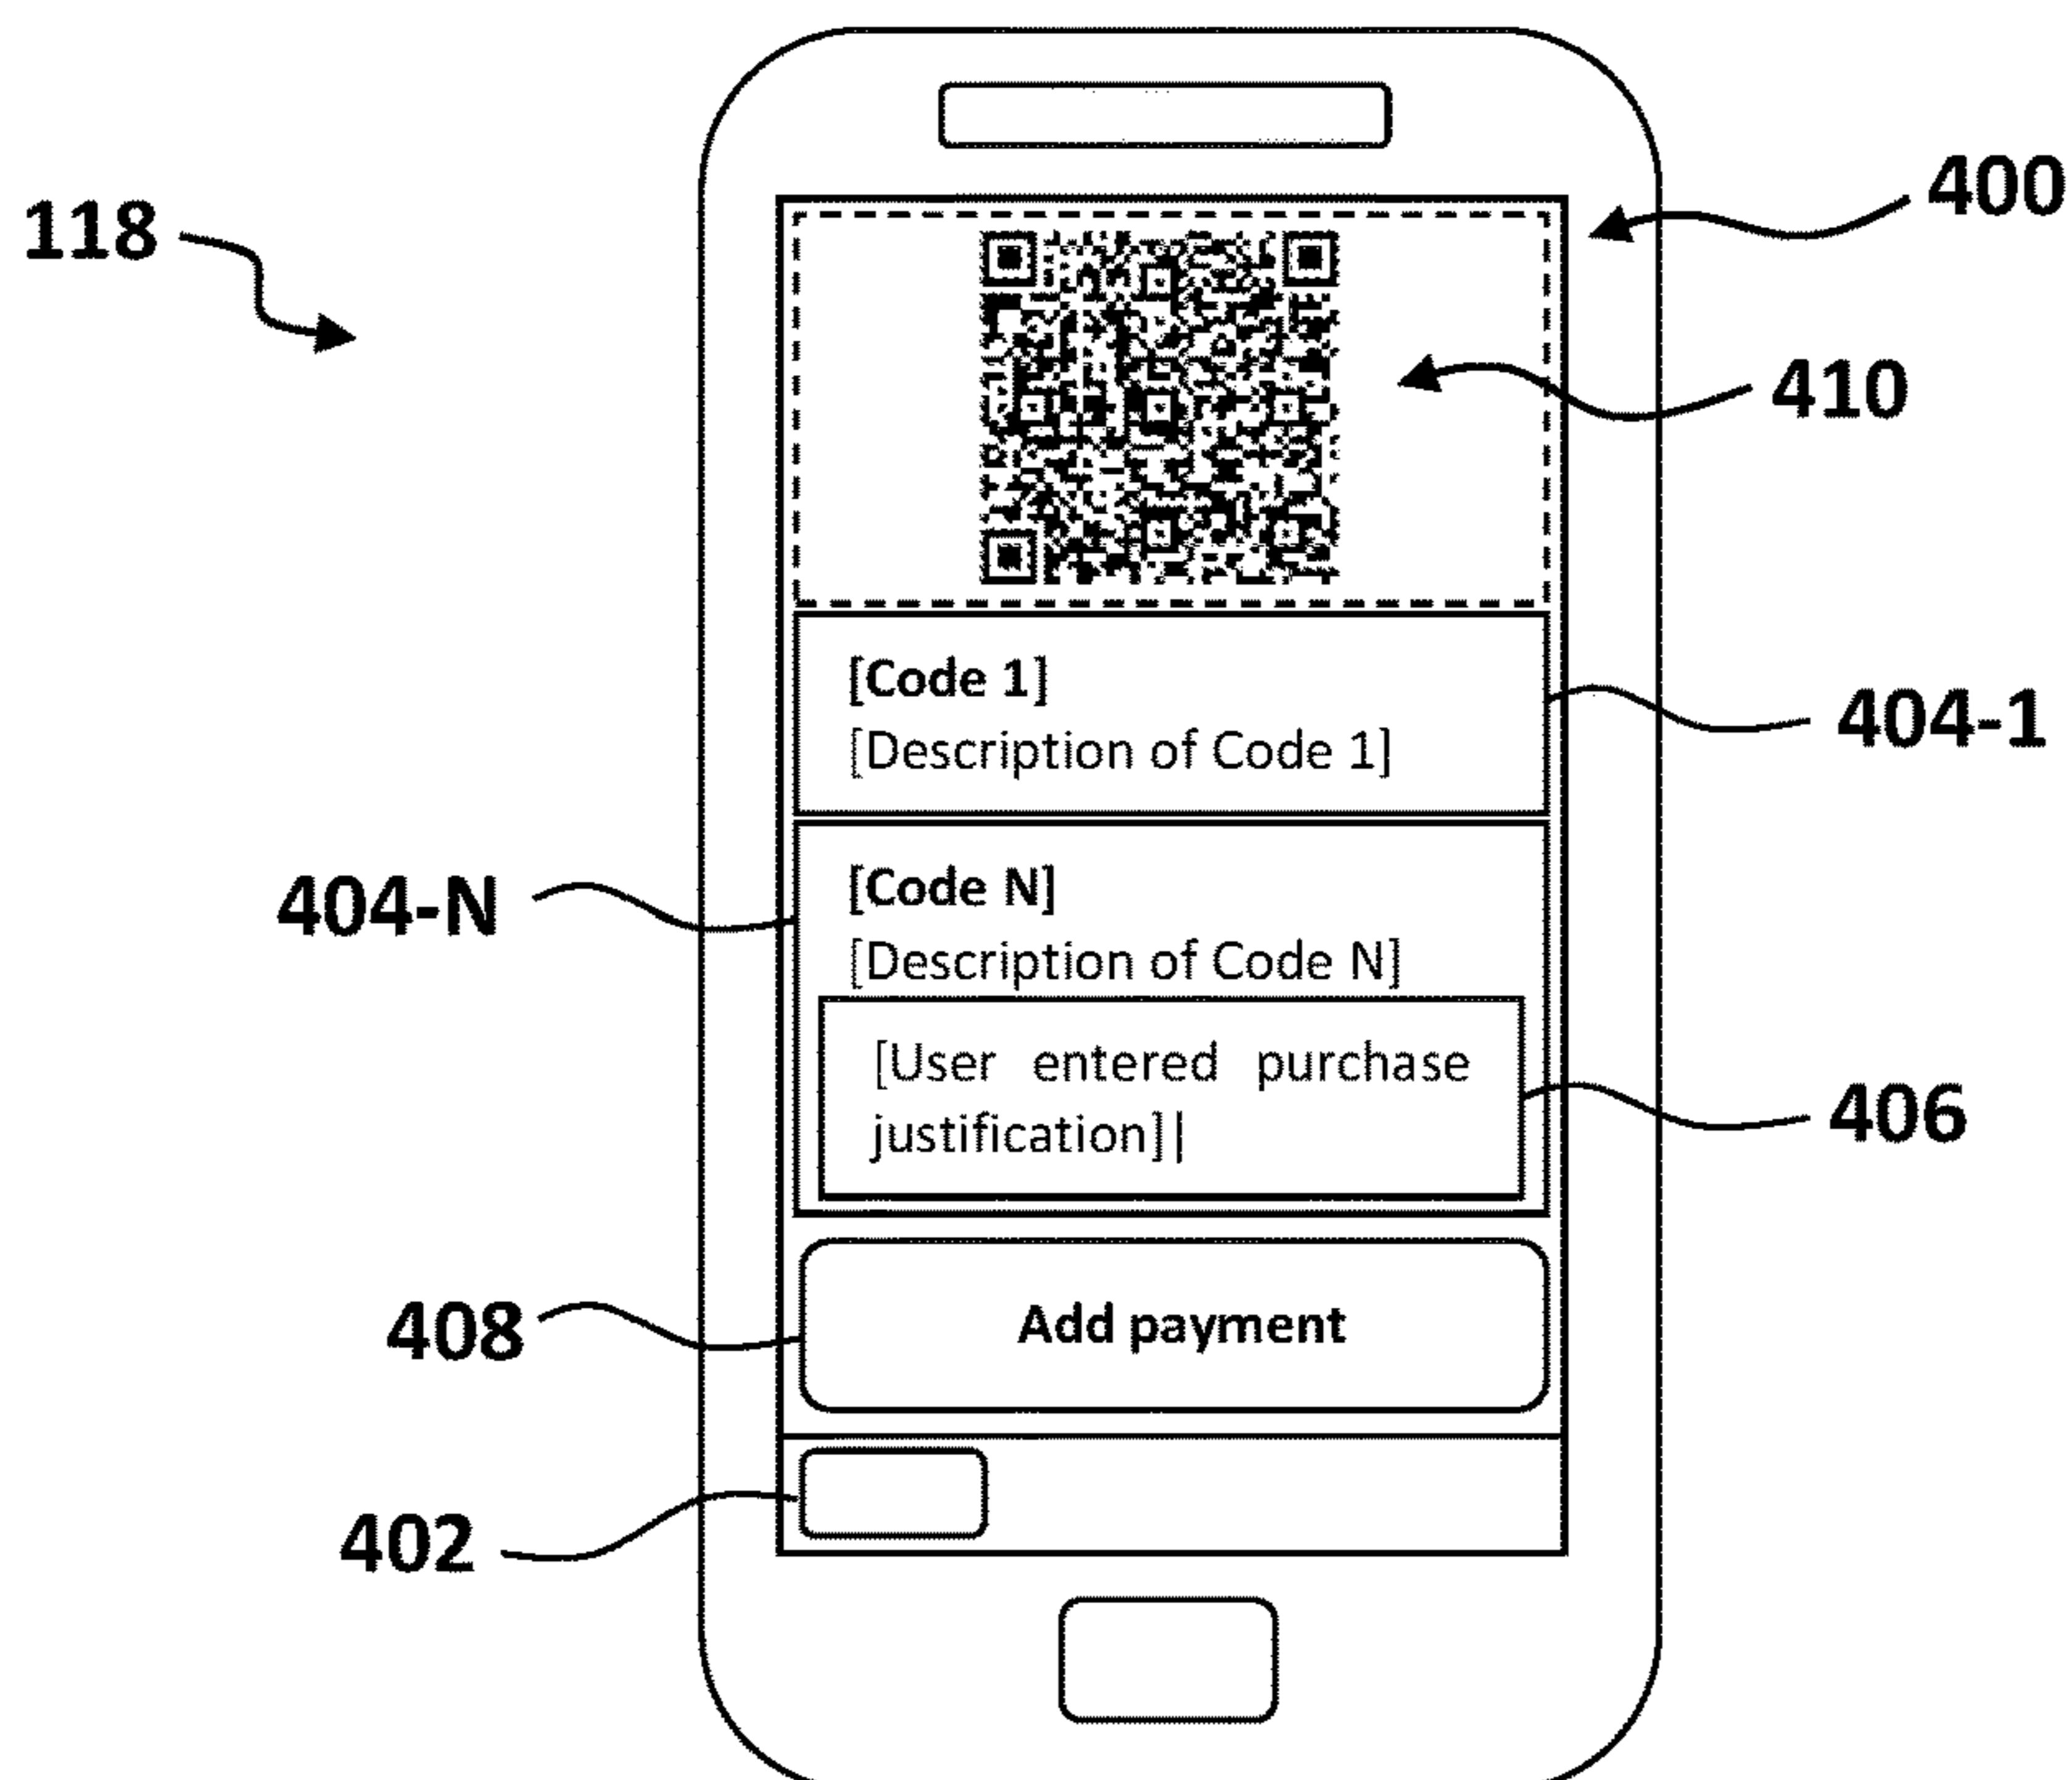 118
400
410
[Code 1]
[Description of Code 1]
404-1
404-N
[Code N]
[Description of Code N]
[User entered purchase
justification]|
406
408
Add payment
402